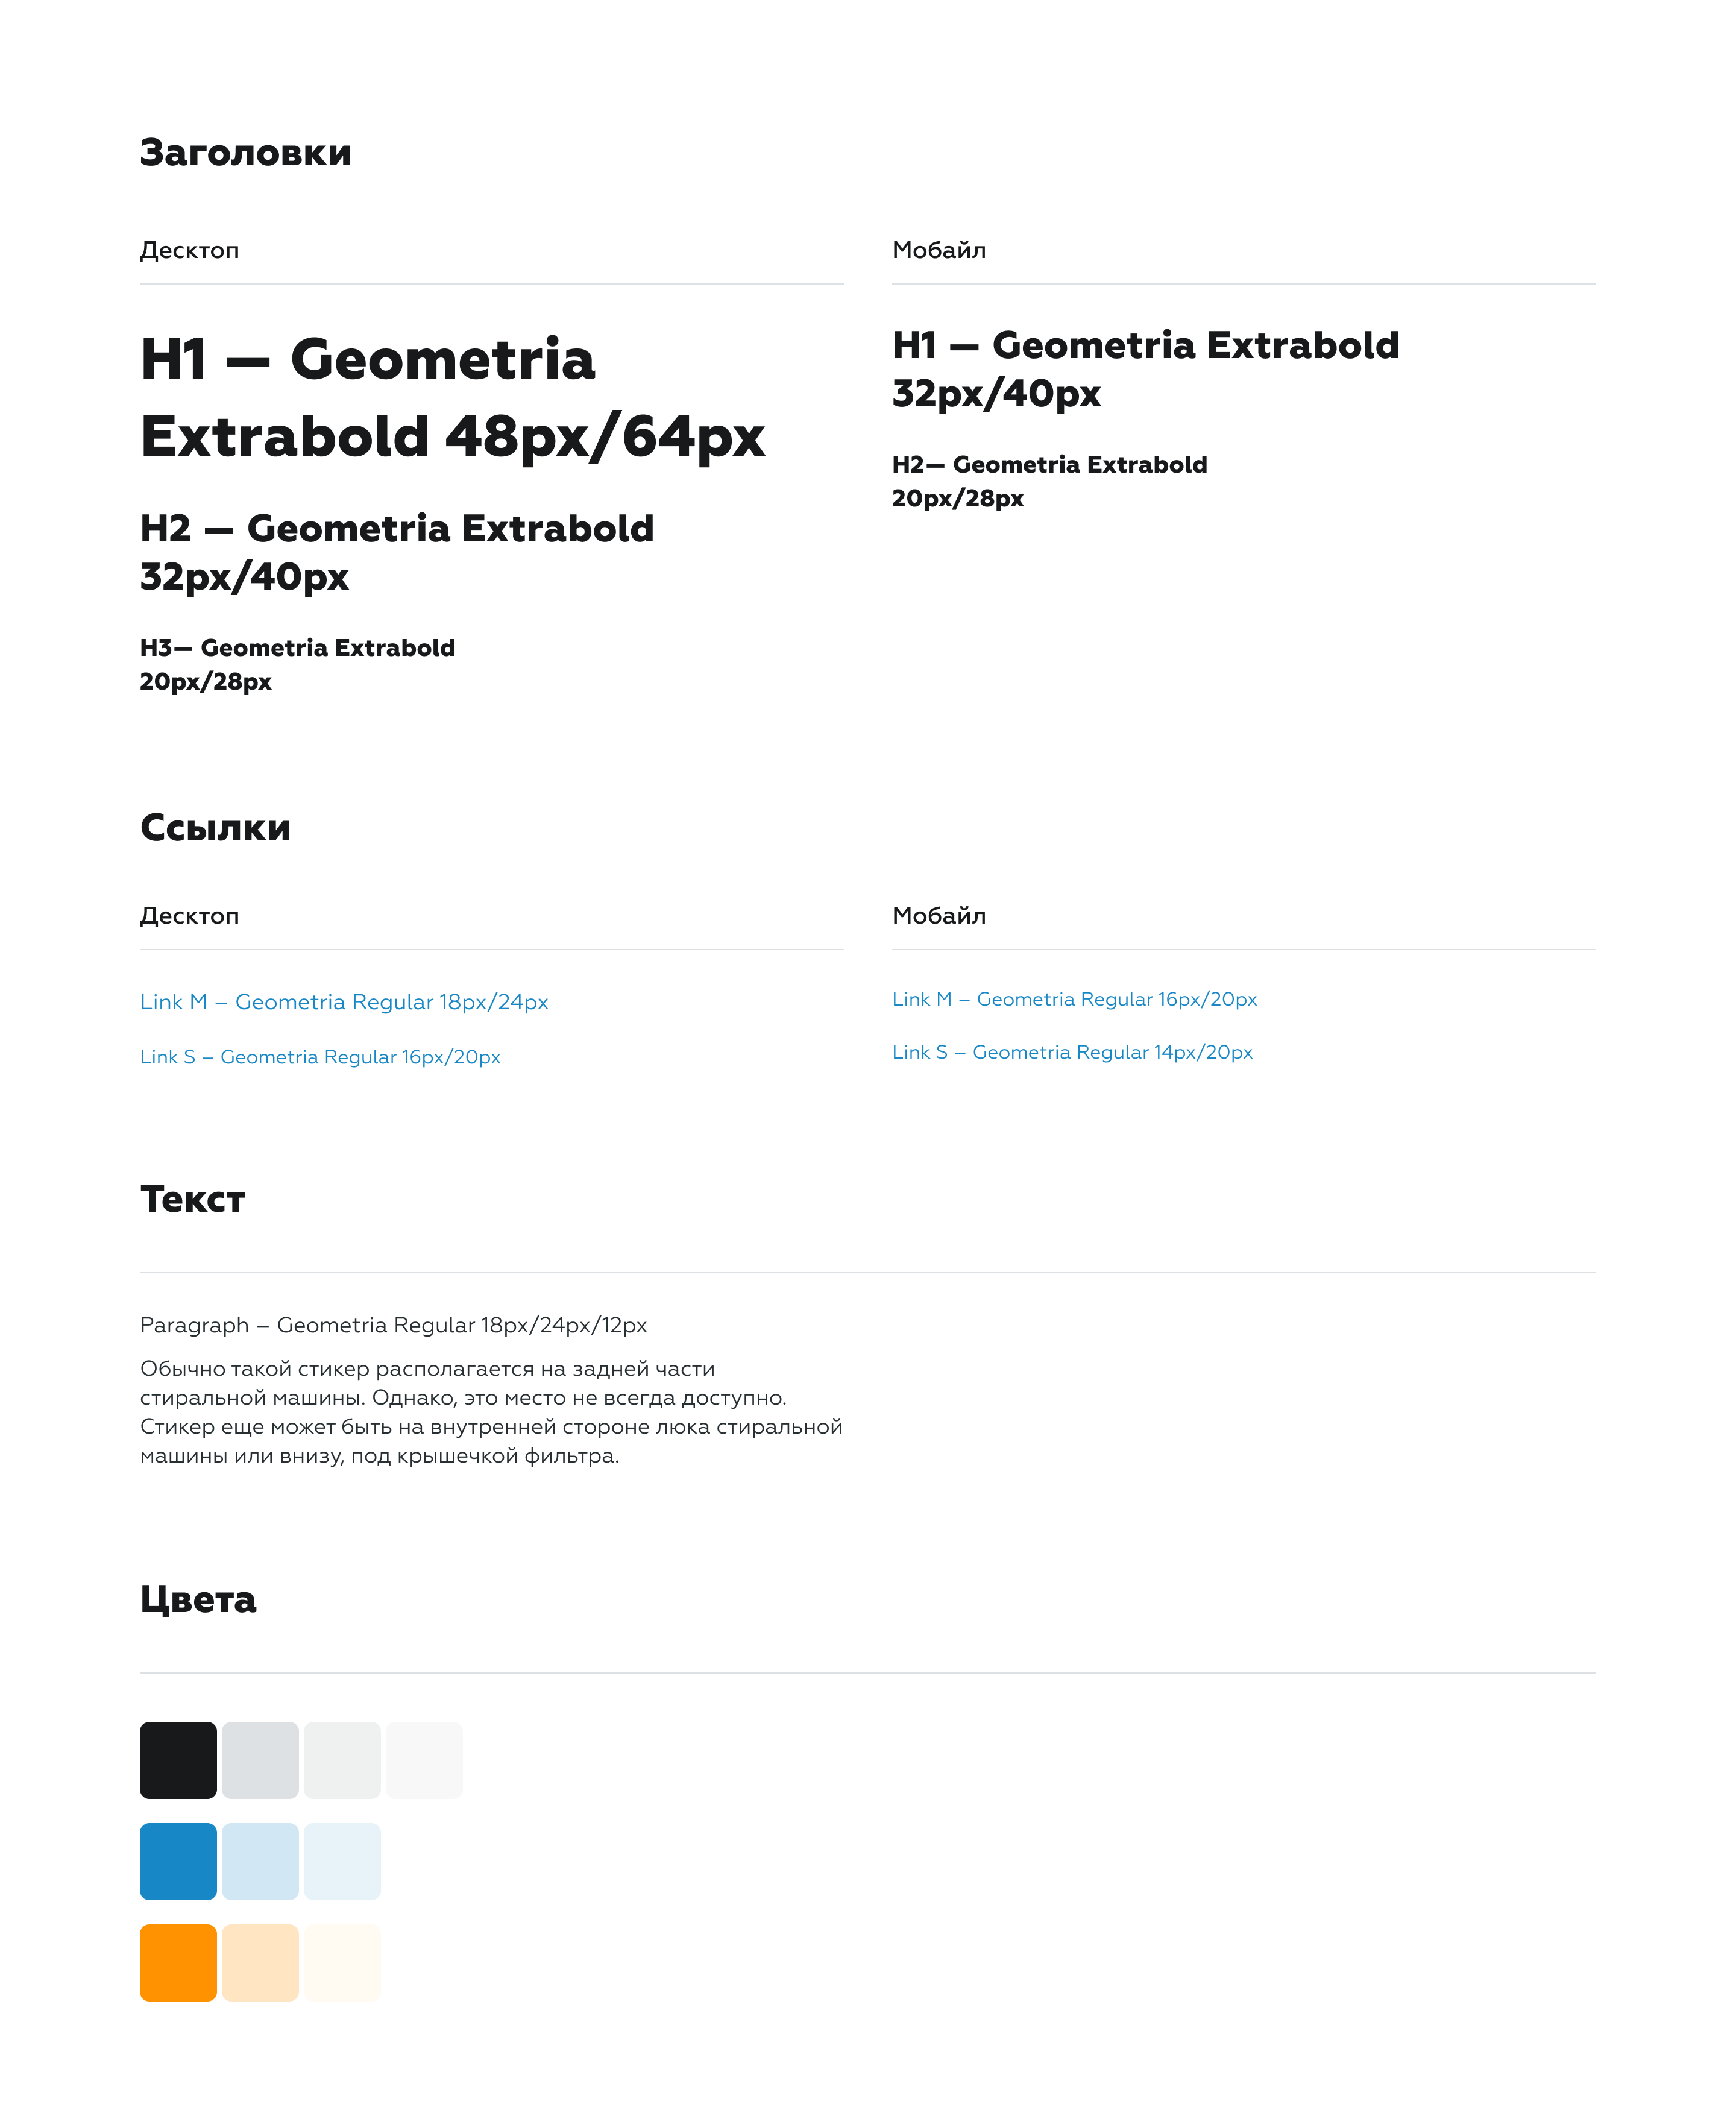 Заголовки
Десктоп
H1 — Geometria
Extrabold 48px/64px
H2 — Geometria Extrabold
32px/40px
H3— Geometria Extrabold
20px/28px
Мобайл
H1 — Geometria Extrabold
32px/40px
H2— Geometria Extrabold
20px/28px
Ссылки
Десктоп
Link M – Geometria Regular 18px/24px
Link S – Geometria Regular 16px/20px
Мобайл
Link M – Geometria Regular 16px/20px
Link S – Geometria Regular 14px/20px
Текст
Paragraph – Geometria Regular 18px/24px/12px
Обычно такой стикер располагается на задней части
стиральной машины. Однако, это место не всегда доступно.
Стикер еще может быть на внутренней стороне люка стиральной
машины или внизу, под крышечкой фильтра.
Цвета